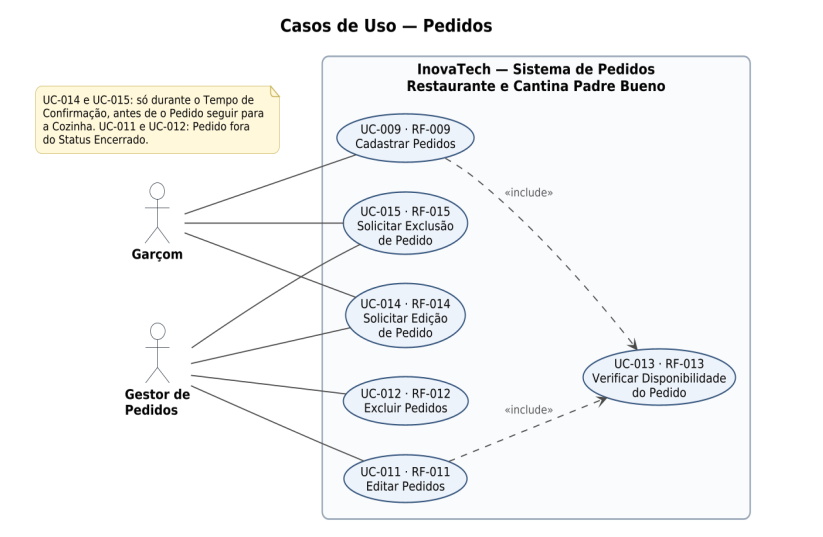 Casos de Uso — Pedidos
InovaTech — Sistema de Pedidos
Restaurante e Cantina Padre Bueno
UC-014 e UC-015: só durante o Tempo de
Confirmação, antes de o Pedido seguir para
a Cozinha. UC-011 e UC-012: Pedido fora
do Status Encerrado.
UC-009 · RF-009
Cadastrar Pedidos
«include»
UC-015 · RF-015
Solicitar Exclusão
de Pedido
Garçom
UC-014 · RF-014
Solicitar Edição
de Pedido
UC-013 · RF-013
Verificar Disponibilidade
do Pedido
Gestor de
Pedidos
UC-012 · RF-012
Excluir Pedidos
«include»
UC-011 · RF-011
Editar Pedidos